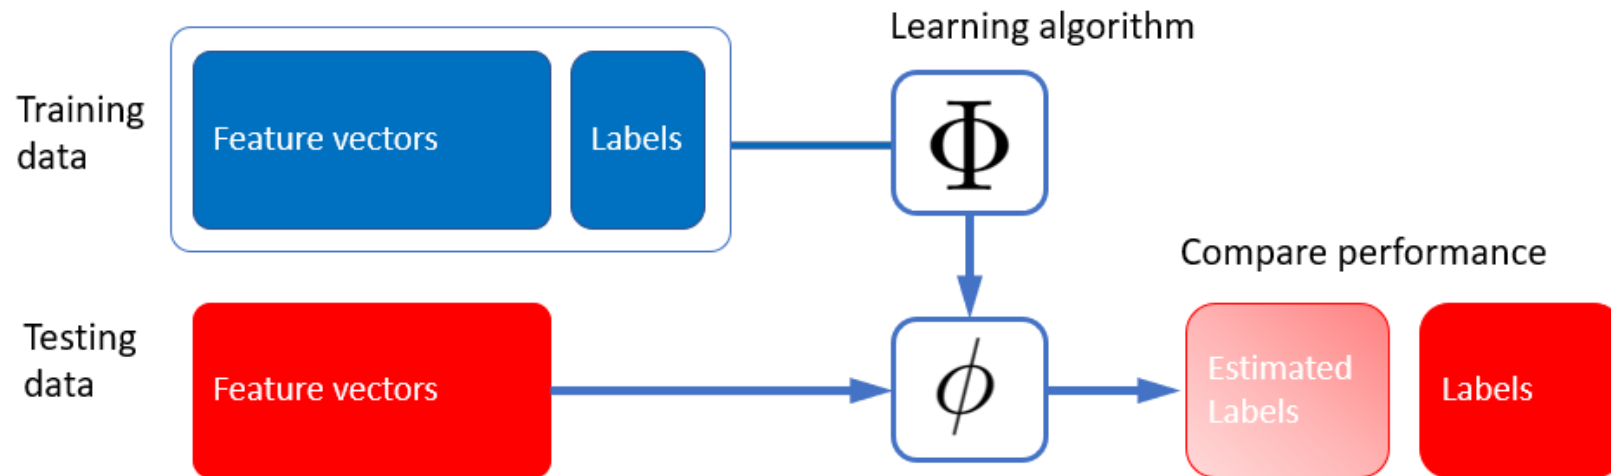 Learning algorithm
Training
data
Feature vectors
Labels
Φ
Compare performance
Testing
data
Feature vectors
ϕ
Estimated
Labels
Labels